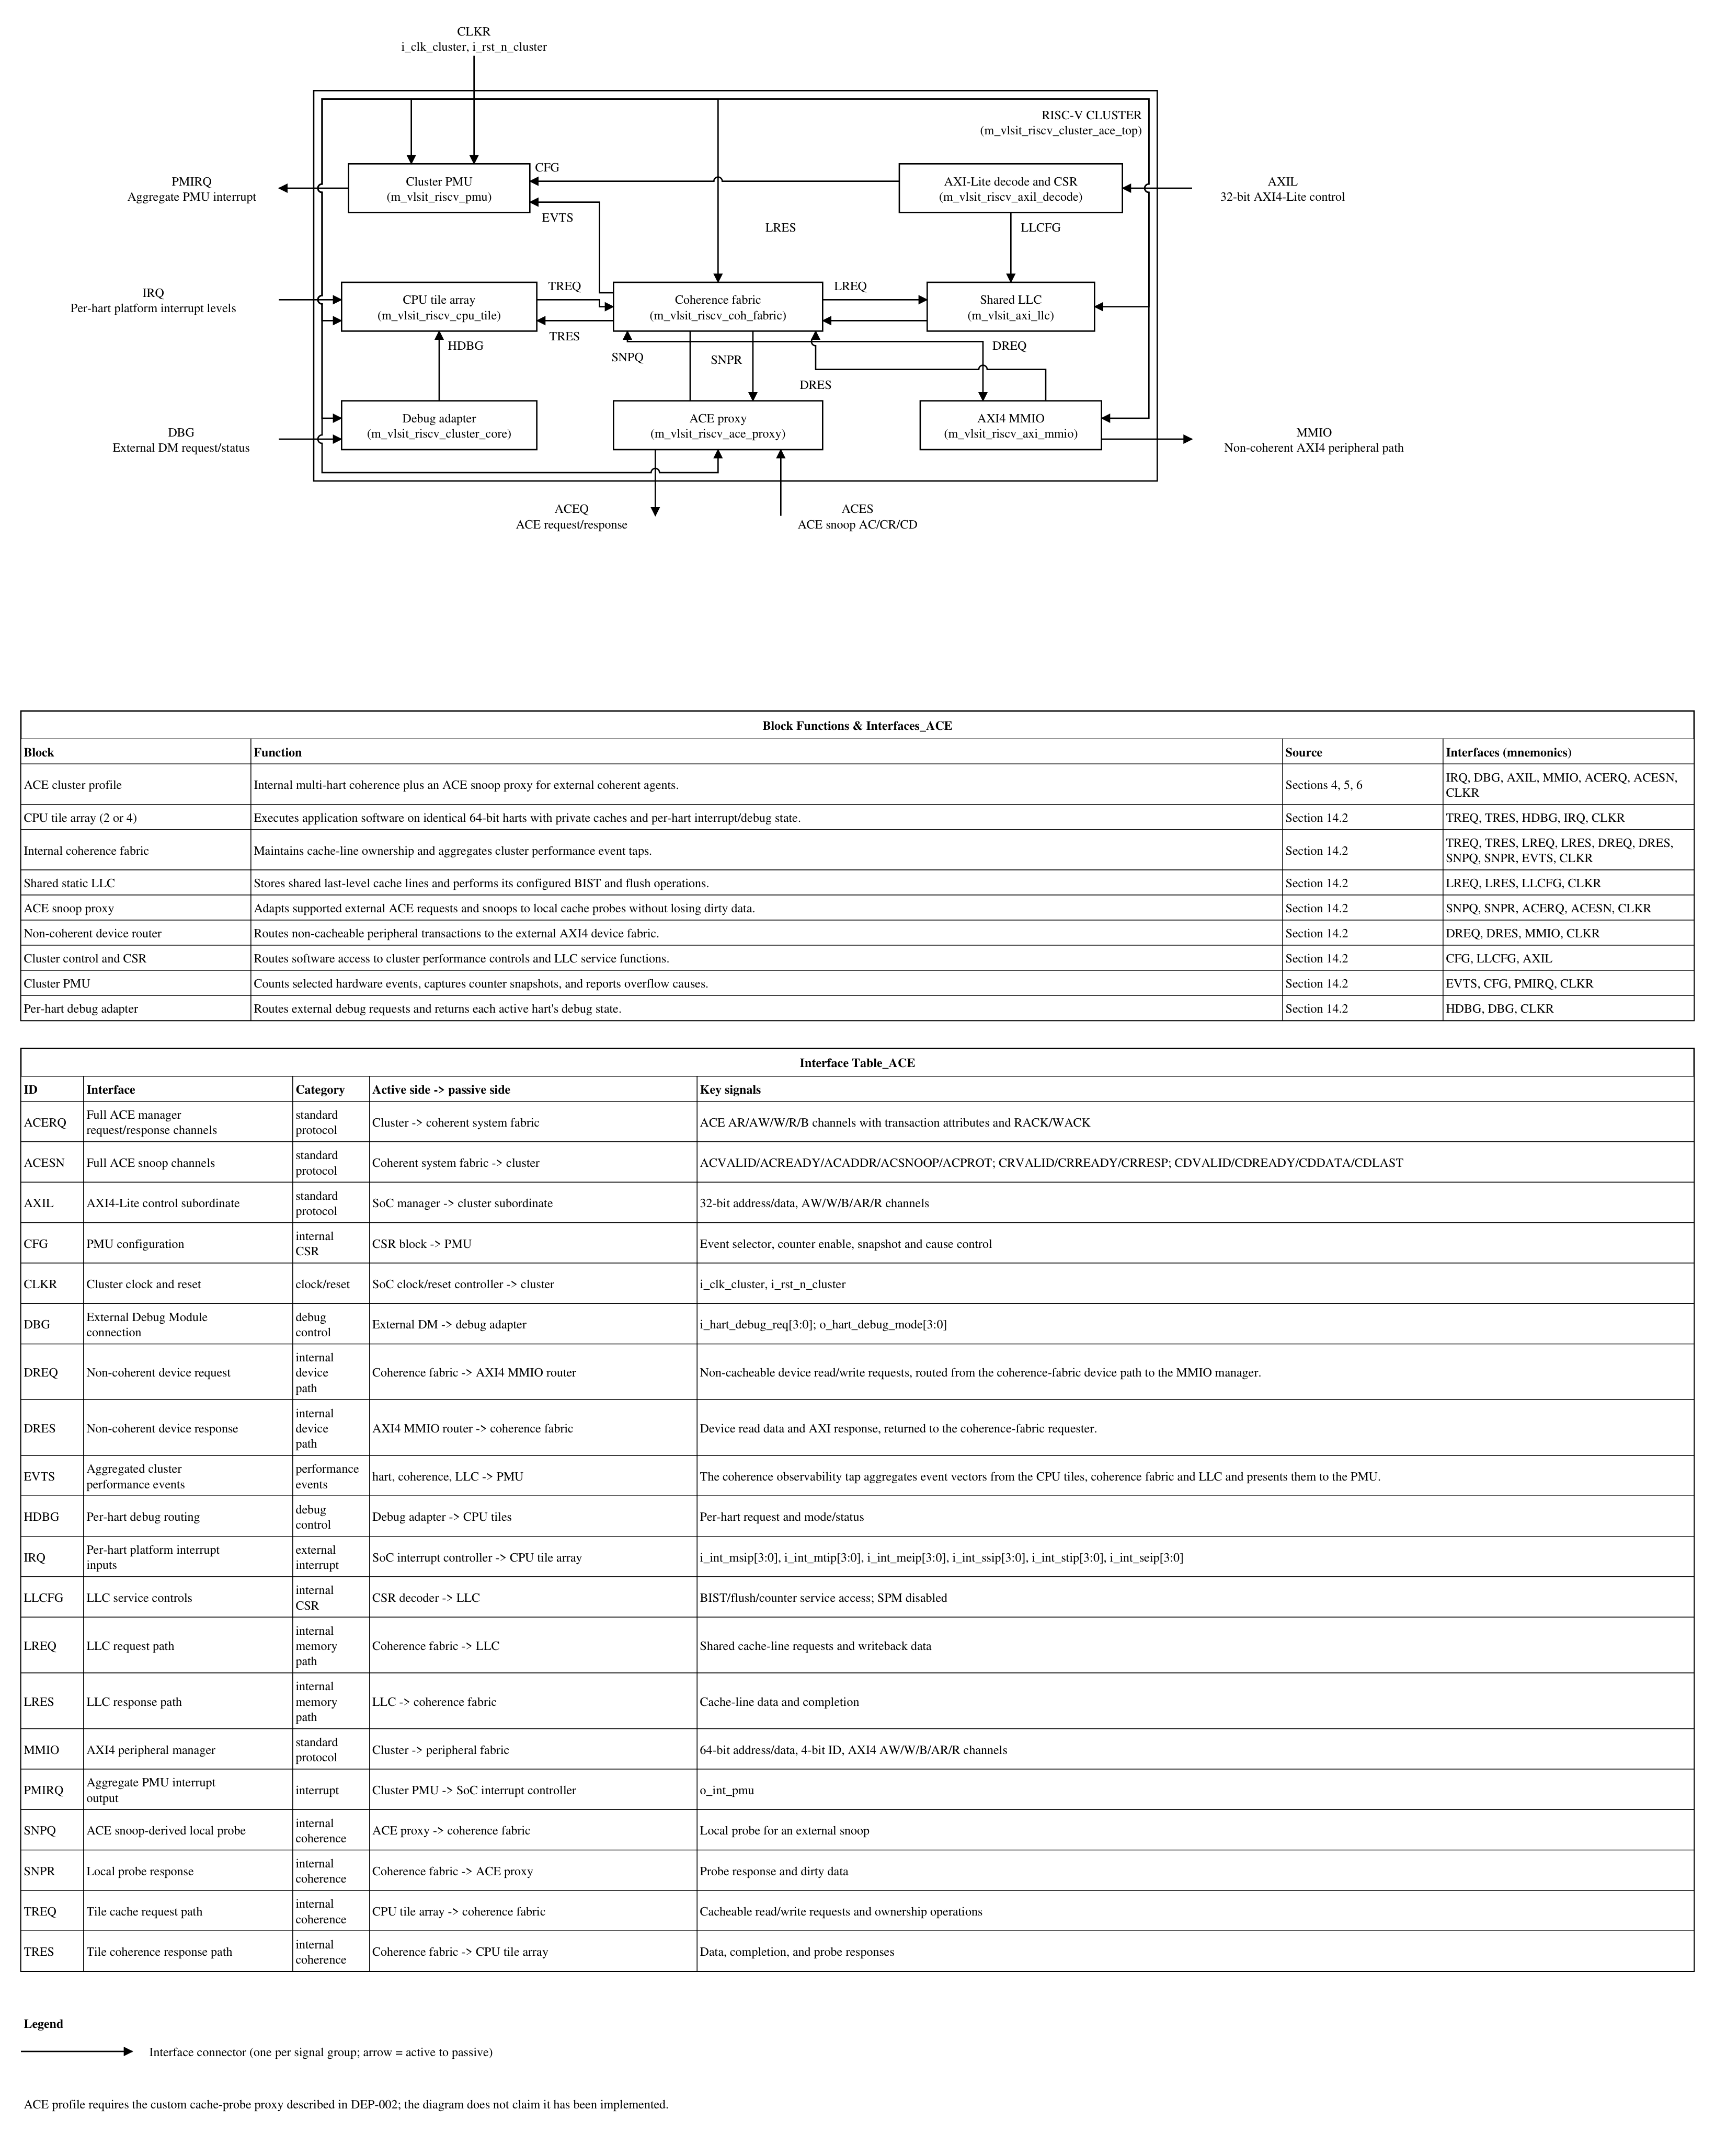 CLKR
i_clk_cluster, i_rst_n_cluster
RISC-V CLUSTER
(m_vlsit_riscv_cluster_ace_top)
PMIRQ
Aggregate PMU interrupt
Cluster PMU
(m_vlsit_riscv_pmu)
CFG
EVTS
AXI-Lite decode and CSR
(m_vlsit_riscv_axil_decode)
AXIL
32-bit AXI4-Lite control
LRES
LLCFG
IRQ
Per-hart platform interrupt levels
CPU tile array
(m_vlsit_riscv_cpu_tile)
TREQ
TRES
Coherence fabric
(m_vlsit_riscv_coh_fabric)
LREQ
Shared LLC
(m_vlsit_axi_llc)
HDBG
SNPQ
SNPR
DREQ
DRES
DBG
External DM request/status
Debug adapter
(m_vlsit_riscv_cluster_core)
ACE proxy
(m_vlsit_riscv_ace_proxy)
AXI4 MMIO
(m_vlsit_riscv_axi_mmio)
MMIO
Non-coherent AXI4 peripheral path
ACEQ
ACE request/response
ACES
ACE snoop AC/CR/CD
Block Functions & Interfaces_ACE
Block Function Source Interfaces (mnemonics)
ACE cluster profile Internal multi-hart coherence plus an ACE snoop proxy for external coherent agents. Sections 4, 5, 6 IRQ, DBG, AXIL, MMIO, ACERQ, ACESN,
CLKR
CPU tile array (2 or 4) Executes application software on identical 64-bit harts with private caches and per-hart interrupt/debug state. Section 14.2 TREQ, TRES, HDBG, IRQ, CLKR
Internal coherence fabric Maintains cache-line ownership and aggregates cluster performance event taps. Section 14.2 TREQ, TRES, LREQ, LRES, DREQ, DRES,
SNPQ, SNPR, EVTS, CLKR
Shared static LLC Stores shared last-level cache lines and performs its configured BIST and flush operations. Section 14.2 LREQ, LRES, LLCFG, CLKR
ACE snoop proxy Adapts supported external ACE requests and snoops to local cache probes without losing dirty data. Section 14.2 SNPQ, SNPR, ACERQ, ACESN, CLKR
Non-coherent device router Routes non-cacheable peripheral transactions to the external AXI4 device fabric. Section 14.2 DREQ, DRES, MMIO, CLKR
Cluster control and CSR Routes software access to cluster performance controls and LLC service functions. Section 14.2 CFG, LLCFG, AXIL
Cluster PMU Counts selected hardware events, captures counter snapshots, and reports overflow causes. Section 14.2 EVTS, CFG, PMIRQ, CLKR
Per-hart debug adapter Routes external debug requests and returns each active hart's debug state. Section 14.2 HDBG, DBG, CLKR
Interface Table_ACE
ID Interface Category Active side -> passive side Key signals
ACERQ Full ACE manager request/response channels standard protocol Cluster -> coherent system fabric ACE AR/AW/W/R/B channels with transaction attributes and RACK/WACK
ACESN Full ACE snoop channels standard protocol Coherent system fabric -> cluster ACVALID/ACREADY/ACADDR/ACSNOOP/ACPROT; CRVALID/CRREADY/CRRESP; CDVALID/CDREADY/CDDATA/CDLAST
AXIL AXI4-Lite control subordinate standard protocol SoC manager -> cluster subordinate 32-bit address/data, AW/W/B/AR/R channels
CFG PMU configuration internal CSR CSR block -> PMU Event selector, counter enable, snapshot and cause control
CLKR Cluster clock and reset clock/reset SoC clock/reset controller -> cluster i_clk_cluster, i_rst_n_cluster
DBG External Debug Module connection debug control External DM -> debug adapter i_hart_debug_req[3:0]; o_hart_debug_mode[3:0]
DREQ Non-coherent device request internal device path Coherence fabric -> AXI4 MMIO router Non-cacheable device read/write requests, routed from the coherence-fabric device path to the MMIO manager.
DRES Non-coherent device response internal device path AXI4 MMIO router -> coherence fabric Device read data and AXI response, returned to the coherence-fabric requester.
EVTS Aggregated cluster performance events performance events hart, coherence, LLC -> PMU The coherence observability tap aggregates event vectors from the CPU tiles, coherence fabric and LLC and presents them to the PMU.
HDBG Per-hart debug routing debug control Debug adapter -> CPU tiles Per-hart request and mode/status
IRQ Per-hart platform interrupt inputs external interrupt SoC interrupt controller -> CPU tile array i_int_msip[3:0], i_int_mtip[3:0], i_int_meip[3:0], i_int_ssip[3:0], i_int_stip[3:0], i_int_seip[3:0]
LLCFG LLC service controls internal CSR CSR decoder -> LLC BIST/flush/counter service access; SPM disabled
LREQ LLC request path internal memory path Coherence fabric -> LLC Shared cache-line requests and writeback data
LRES LLC response path internal memory path LLC -> coherence fabric Cache-line data and completion
MMIO AXI4 peripheral manager standard protocol Cluster -> peripheral fabric 64-bit address/data, 4-bit ID, AXI4 AW/W/B/AR/R channels
PMIRQ Aggregate PMU interrupt output interrupt Cluster PMU -> SoC interrupt controller o_int_pmu
SNPQ ACE snoop-derived local probe internal coherence ACE proxy -> coherence fabric Local probe for an external snoop
SNPR Local probe response internal coherence Coherence fabric -> ACE proxy Probe response and dirty data
TREQ Tile cache request path internal coherence CPU tile array -> coherence fabric Cacheable read/write requests and ownership operations
TRES Tile coherence response path internal coherence Coherence fabric -> CPU tile array Data, completion, and probe responses
Legend
Interface connector (one per signal group; arrow = active to passive)
ACE profile requires the custom cache-probe proxy described in DEP-002; the diagram does not claim it has been implemented.